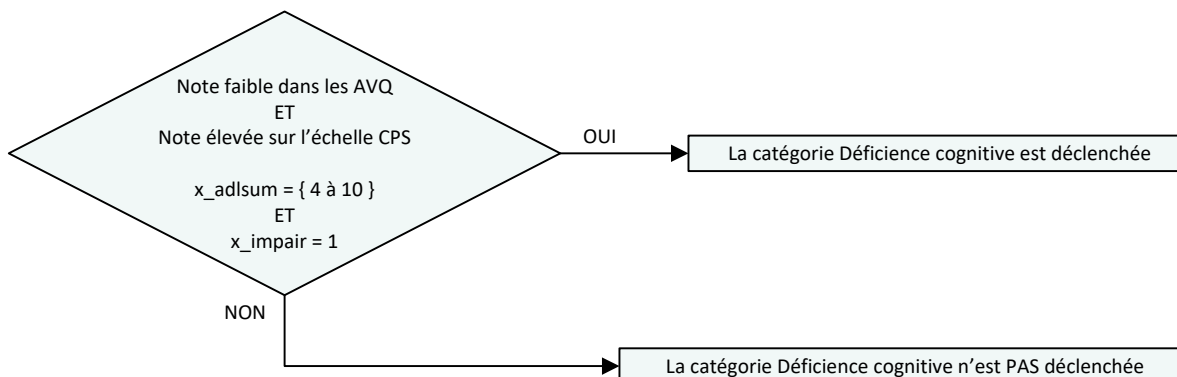 Note faible dans les AVQ
ET
Note élevée sur l’échelle CPS
x_adlsum = { 4 à 10 }
ET
x_impair = 1
OUI
La catégorie Déficience cognitive est déclenchée
NON
La catégorie Déficience cognitive n’est PAS déclenchée